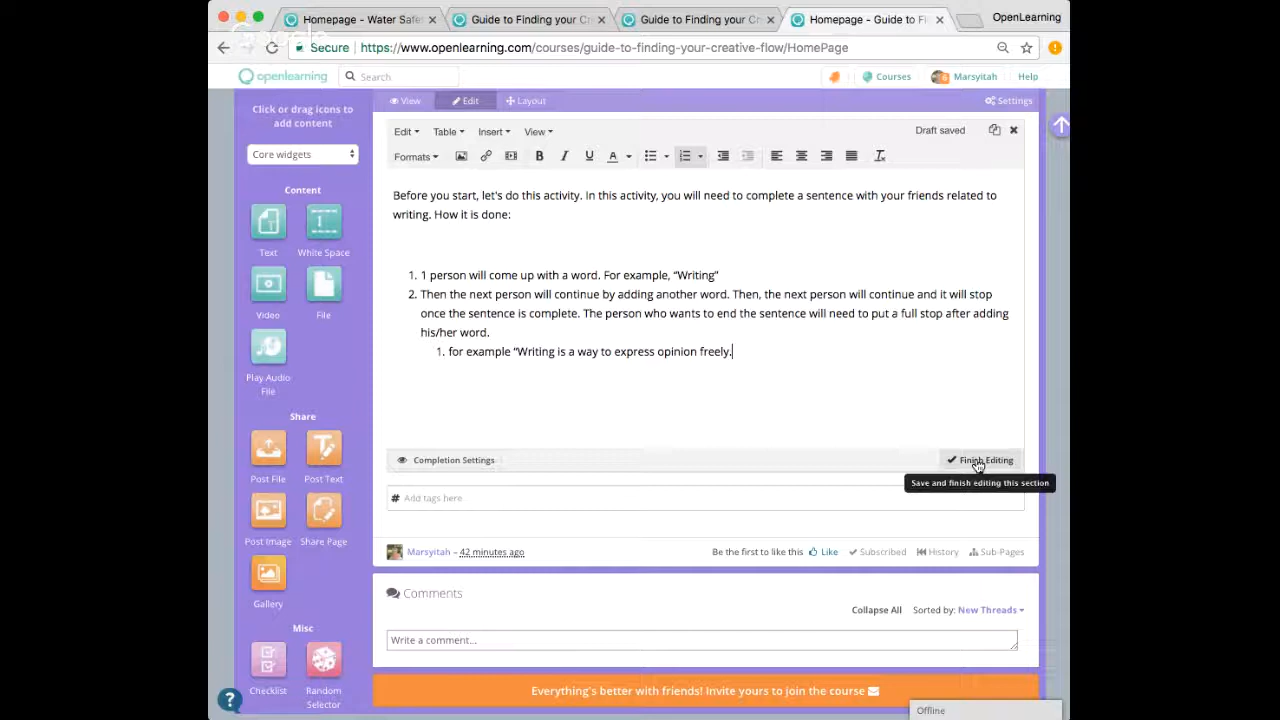 Homepage - Water Safe
Guide to Finding your Cr
Guide to Finding your Cr
Homepage - Guide to Fi
OpenLearning
Secure
https://www.openlearning.com/courses/guide-to-finding-your-creative-flow/HomePage
openlearning
Search
Courses
Marsyitah
Help
Click or drag icons to
add content
Core widgets
Content
Text
White Space
Video
File
Play Audio
File
Share
Post File
Post Text
Post Image
Share Page
Gallery
Misc
Checklist
Random
Selector
View
Edit
Layout
Settings
Edit
Table
Insert
View
Draft saved
Formats
B I U A
Before you start, let's do this activity. In this activity, you will need to complete a sentence with your friends related to
writing. How it is done:
1. 1 person will come up with a word. For example, “Writing”
2. Then the next person will continue by adding another word. Then, the next person will continue and it will stop
once the sentence is complete. The person who wants to end the sentence will need to put a full stop after adding
his/her word.
1. for example “Writing is a way to express opinion freely.
Completion Settings
Finish Editing
Save and finish editing this section
# Add tags here
Marsyitah – 42 minutes ago
Be the first to like this
Like
Subscribed
History
Sub-Pages
Comments
Collapse All
Sorted by: New Threads
Write a comment...
Everything's better with friends! Invite yours to join the course
?
Offline